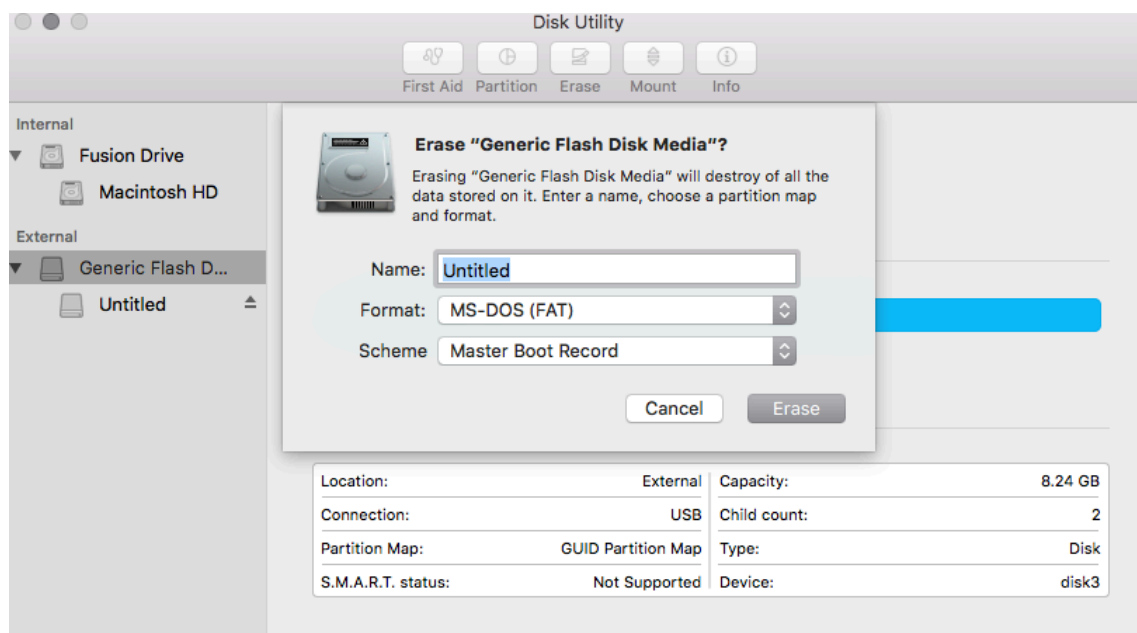 Disk Utility
First Aid Partition Erase Mount Info
Internal
Fusion Drive
Macintosh HD
External
Generic Flash D...
Untitled
Erase “Generic Flash Disk Media”?
Erasing “Generic Flash Disk Media” will destroy of all the
data stored on it. Enter a name, choose a partition map
and format.
Name: Untitled
Format: MS-DOS (FAT)
Scheme Master Boot Record
Cancel Erase
Location: External Capacity: 8.24 GB
Connection: USB Child count: 2
Partition Map: GUID Partition Map Type: Disk
S.M.A.R.T. status: Not Supported Device: disk3